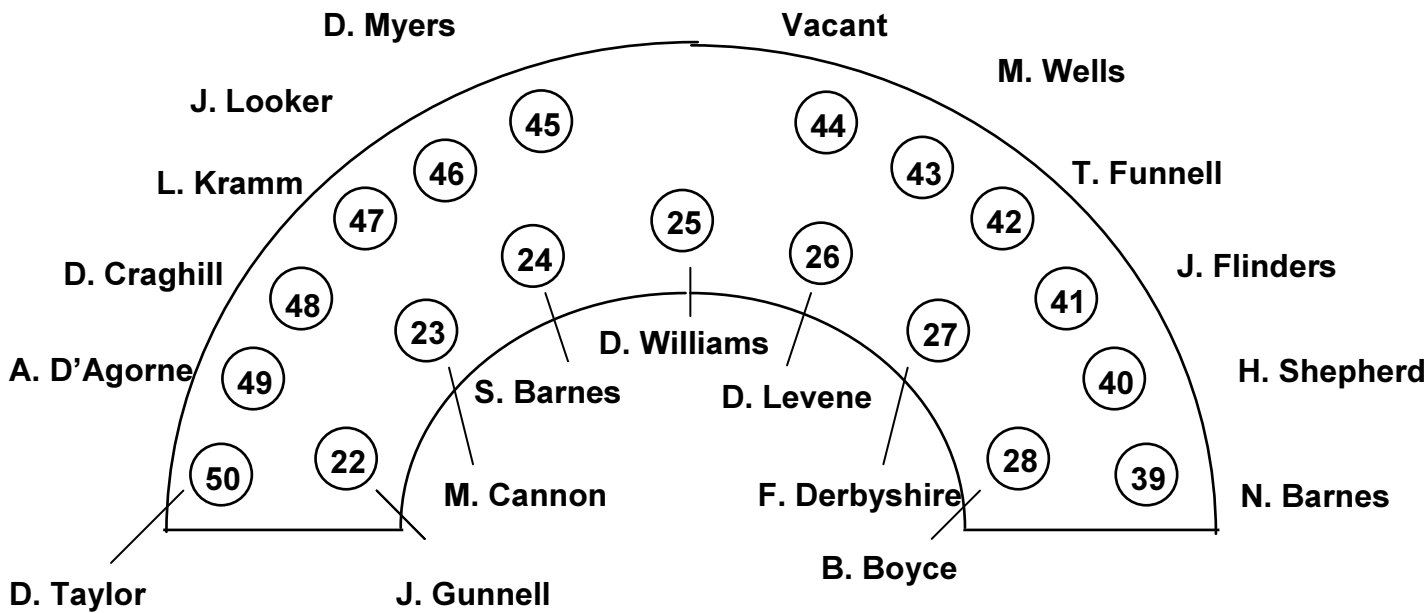 D. Myers
Vacant
M. Wells
J. Looker
45
44
46
43
L. Kramm
T. Funnell
47
42
25
24
26
D. Craghill
J. Flinders
48
41
23
27
D. Williams
A. D’Agorne
H. Shepherd
49
40
S. Barnes
D. Levene
22
28
50
39
M. Cannon
F. Derbyshire
N. Barnes
B. Boyce
D. Taylor
J. Gunnell